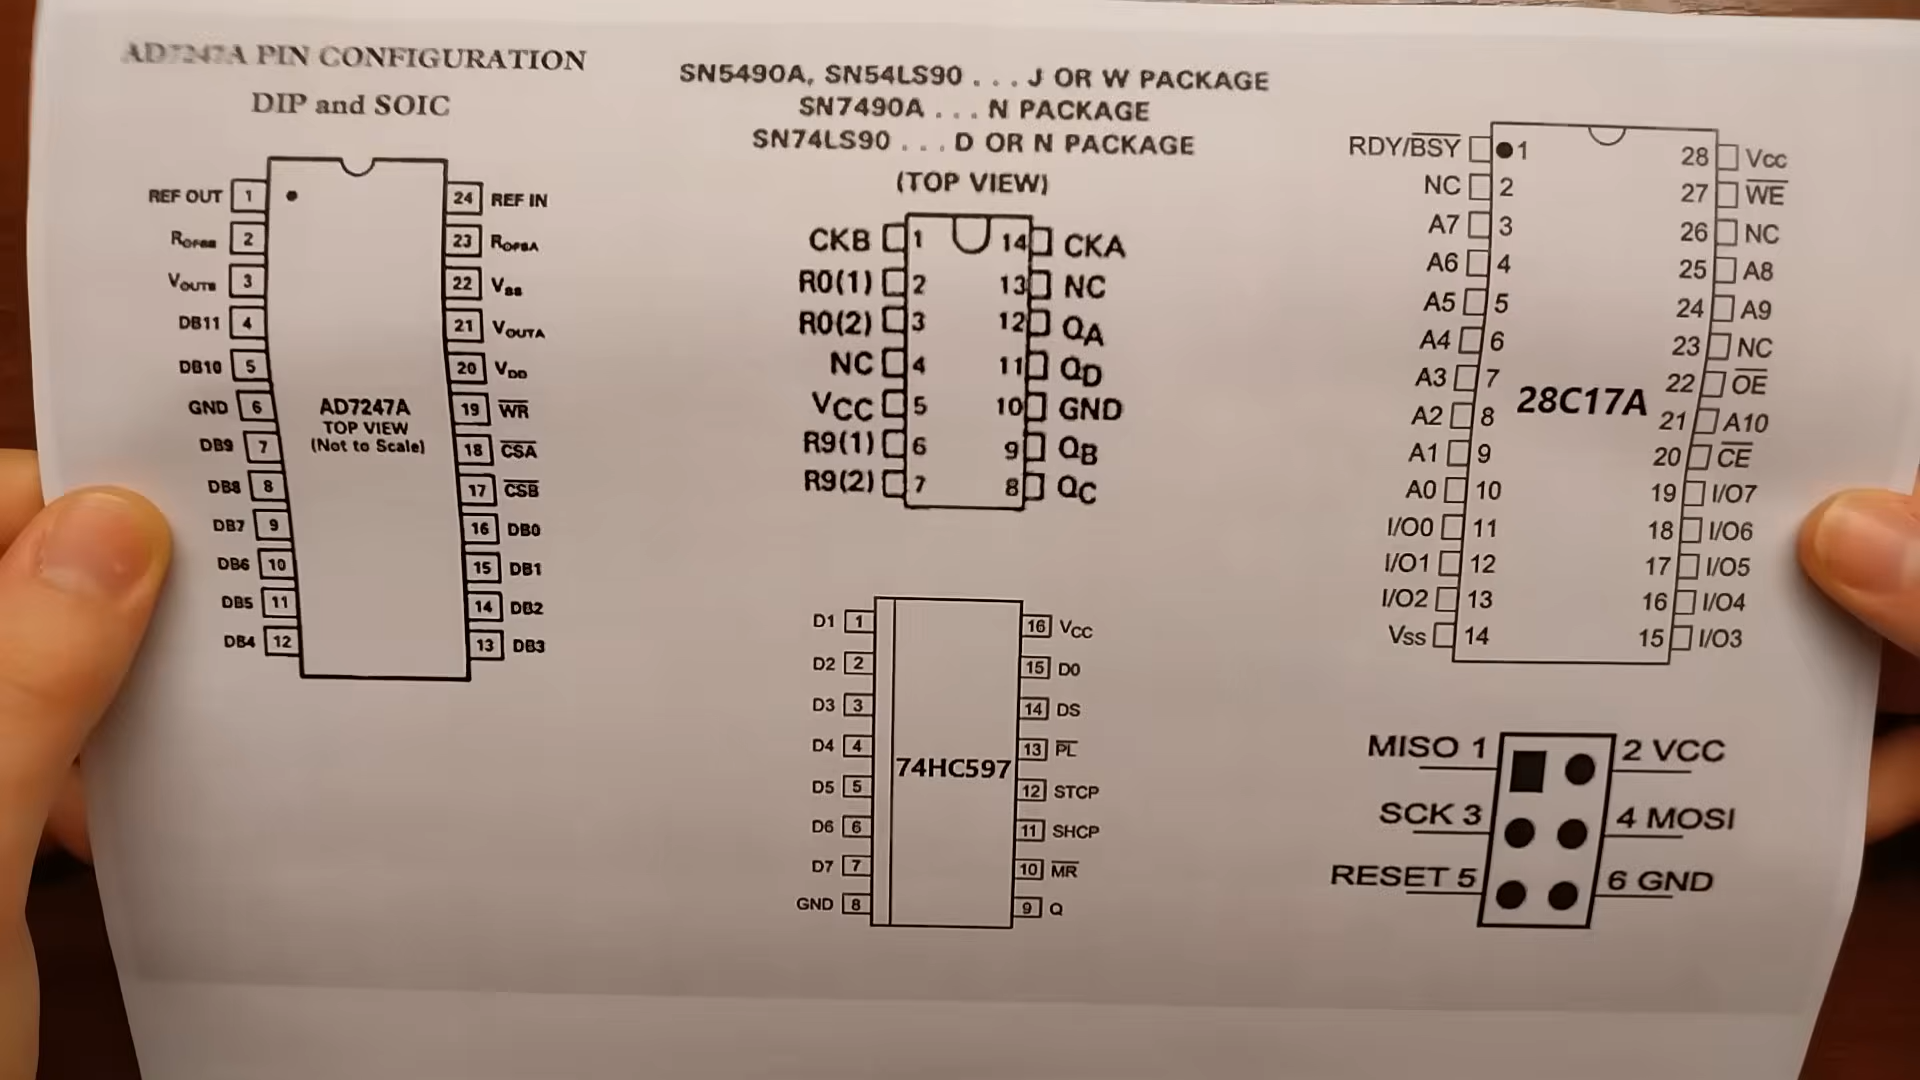 AD7247A PIN CONFIGURATION
DIP and SOIC
REF OUT 1 24 REF IN
ROFSB 2 23 ROFSA
VOUTB 3 22 VSS
DB11 4 21 VOUTA
DB10 5 20 VDD
GND 6 19 WR
DB9 7 18 CSA
DB8 8 17 CSB
DB7 9 16 DB0
DB6 10 15 DB1
DB5 11 14 DB2
DB4 12 13 DB3
AD7247A
TOP VIEW
(Not to Scale)
SN5490A, SN54LS90 . . . J OR W PACKAGE
SN7490A . . . N PACKAGE
SN74LS90 . . . D OR N PACKAGE
(TOP VIEW)
CKB 1 14 CKA
R0(1) 2 13 NC
R0(2) 3 12 QA
NC 4 11 QD
VCC 5 10 GND
R9(1) 6 9 QB
R9(2) 7 8 QC
D1 1 16 VCC
D2 2 15 D0
D3 3 14 DS
D4 4 13 PL
74HC597
D5 5 12 STCP
D6 6 11 SHCP
D7 7 10 MR
GND 8 9 Q
RDY/BSY 1 28 Vcc
NC 2 27 WE
A7 3 26 NC
A6 4 25 A8
A5 5 24 A9
A4 6 23 NC
A3 7 22 OE
28C17A
A2 8 21 A10
A1 9 20 CE
A0 10 19 I/O7
I/O0 11 18 I/O6
I/O1 12 17 I/O5
I/O2 13 16 I/O4
Vss 14 15 I/O3
MISO 1 2 VCC
SCK 3 4 MOSI
RESET 5 6 GND